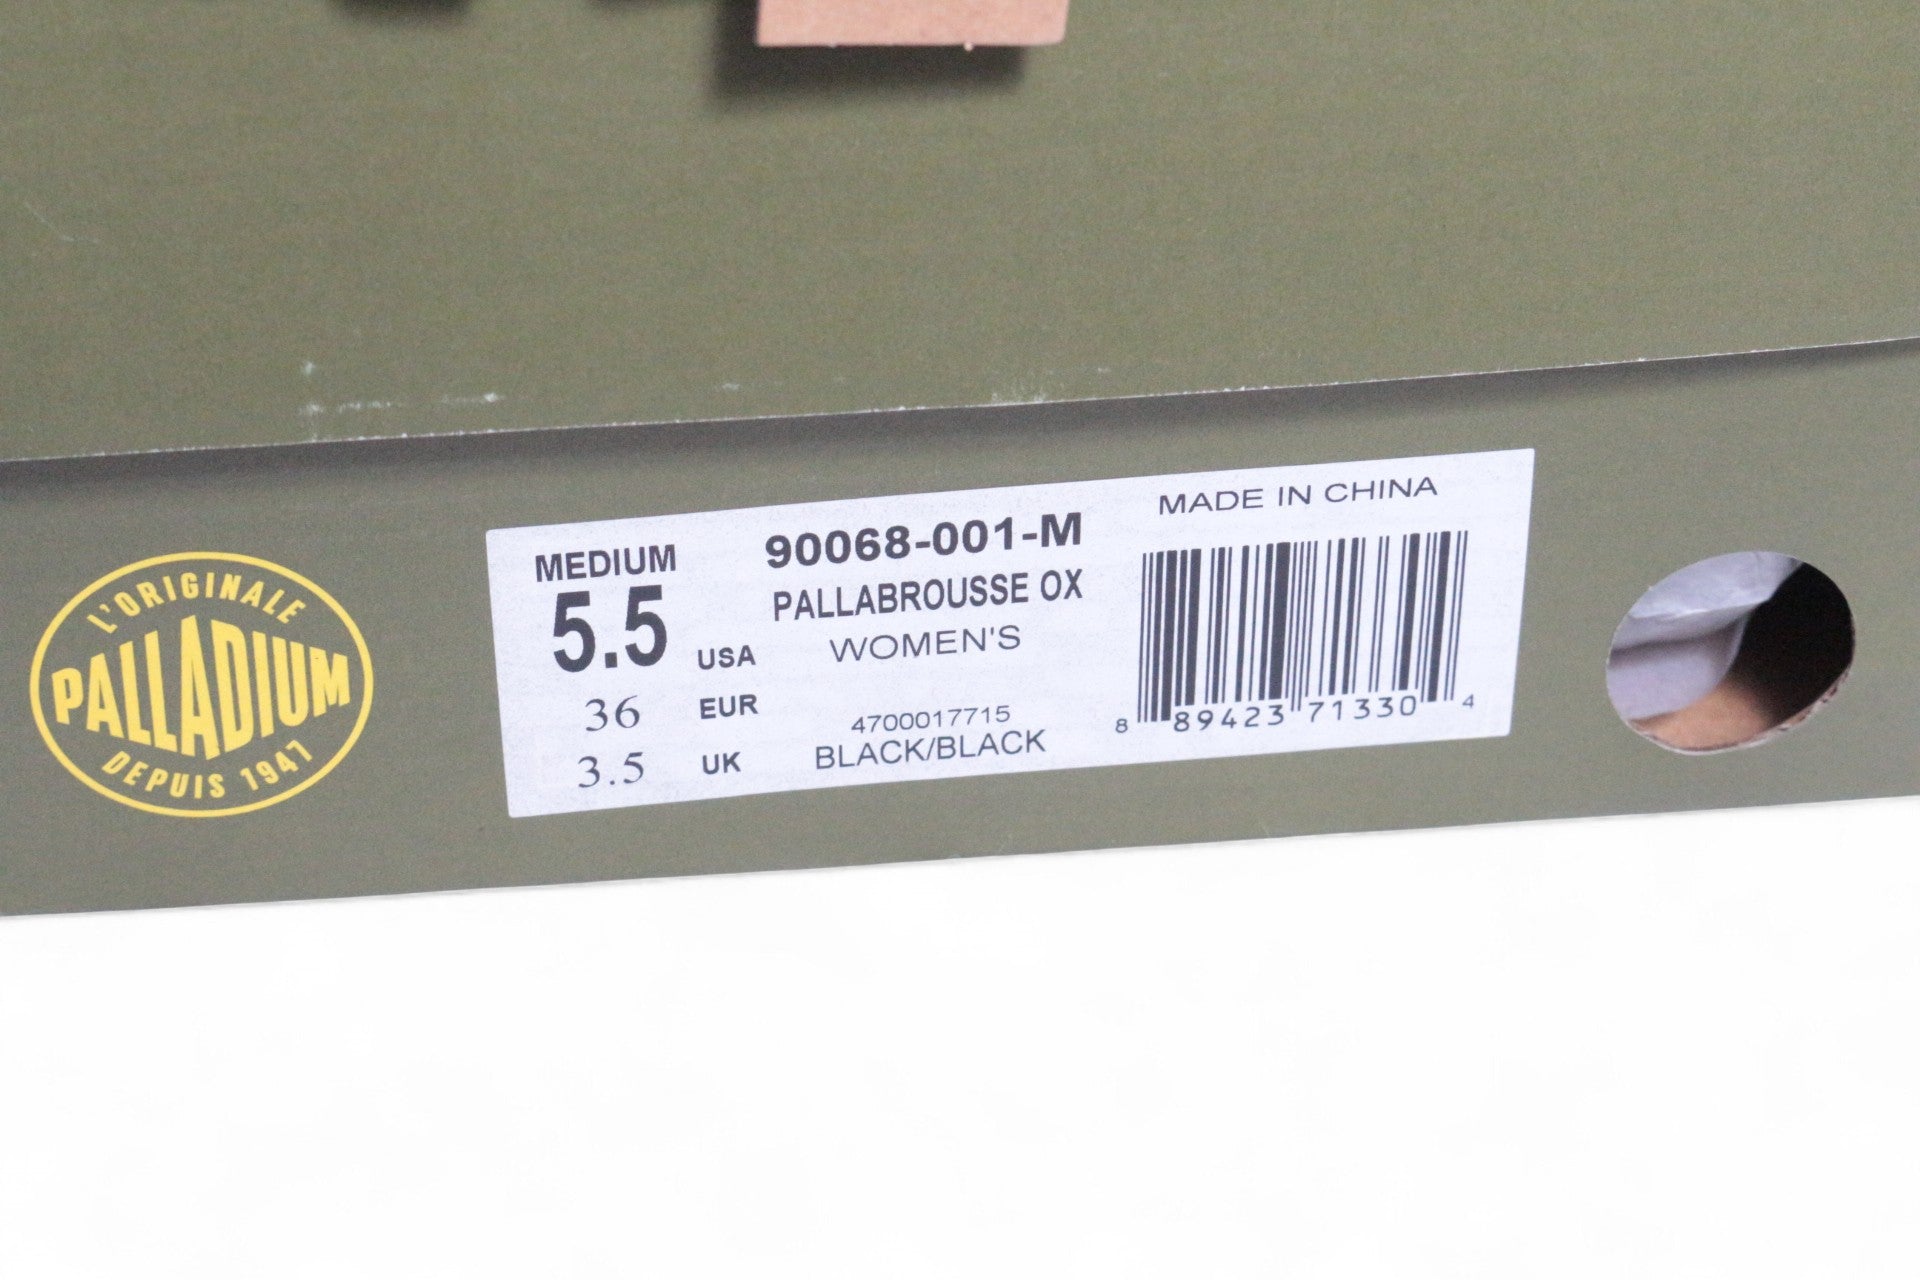 L'ORIGINALE
PALLADIUM
DEPUIS 1947
MEDIUM
5.5 USA
36 EUR
3.5 UK
90068-001-M
PALLABROUSSE OX
WOMEN'S
4700017715
BLACK/BLACK
MADE IN CHINA
8 89423 71330 4